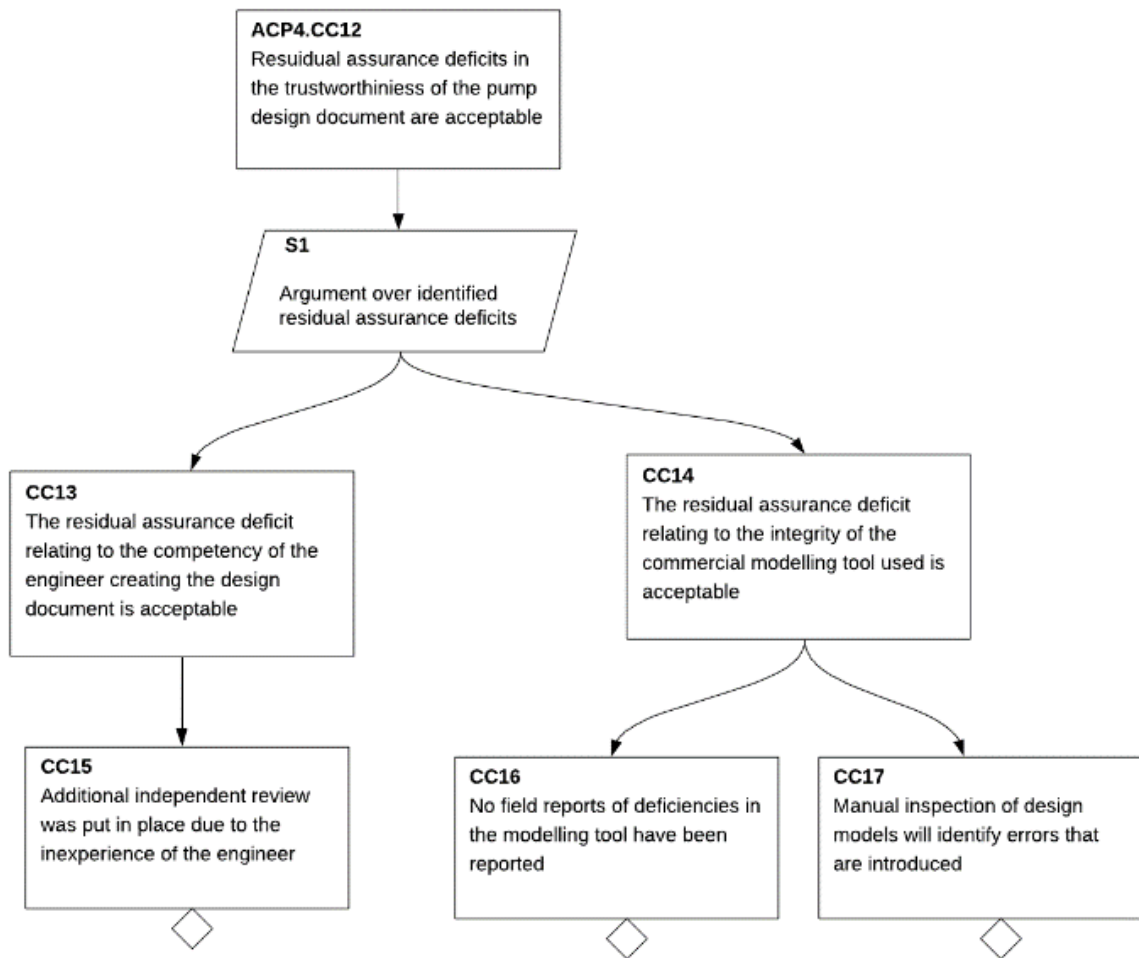 ACP4.CC12
Resuidual assurance deficits in
the trustworthiniess of the pump
design document are acceptable
S1
Argument over identified
residual assurance deficits
CC13
The residual assurance deficit
relating to the competency of the
engineer creating the design
document is acceptable
CC14
The residual assurance deficit
relating to the integrity of the
commercial modelling tool used is
acceptable
CC15
Additional independent review
was put in place due to the
inexperience of the engineer
CC16
No field reports of deficiencies in
the modelling tool have been
reported
CC17
Manual inspection of design
models will identify errors that
are introduced